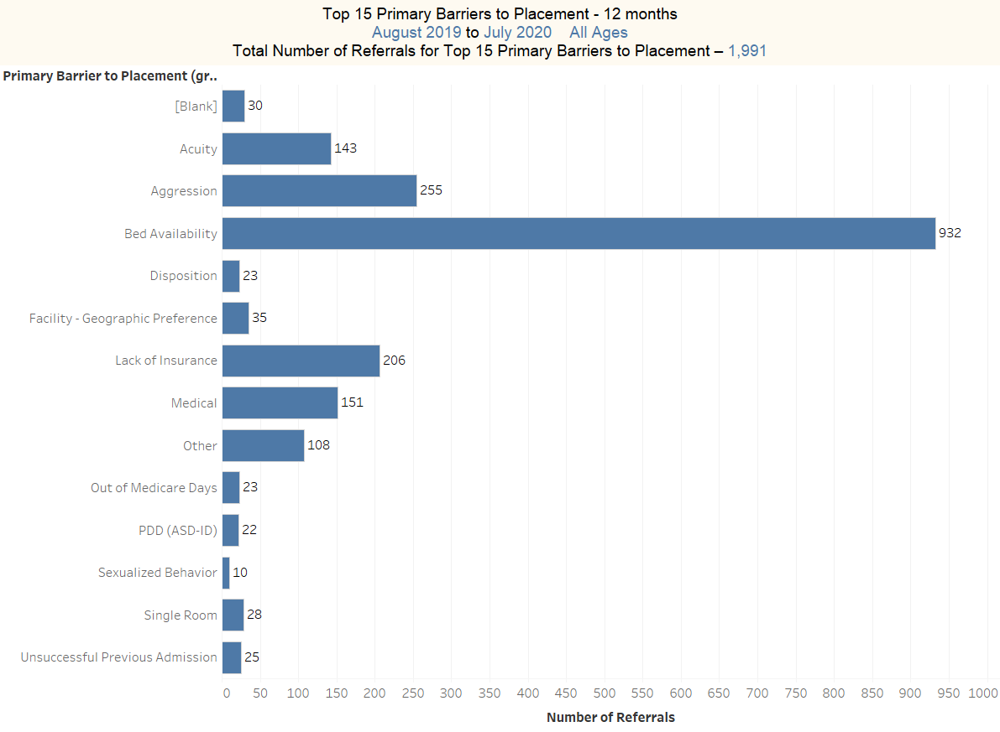 Top 15 Primary Barriers to Placement - 12 months
August 2019 to July 2020 All Ages
Total Number of Referrals for Top 15 Primary Barriers to Placement – 1,991
Primary Barrier to Placement (gr..
[Blank] 30
Acuity 143
Aggression 255
Bed Availability 932
Disposition 23
Facility - Geographic Preference 35
Lack of Insurance 206
Medical 151
Other 108
Out of Medicare Days 23
PDD (ASD-ID) 22
Sexualized Behavior 10
Single Room 28
Unsuccessful Previous Admission 25
0 50 100 150 200 250 300 350 400 450 500 550 600 650 700 750 800 850 900 950 1000
Number of Referrals